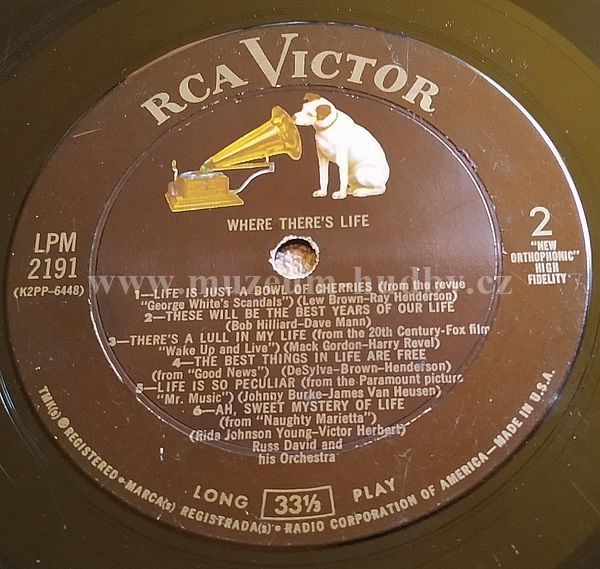 RCA VICTOR
WHERE THERE'S LIFE
LPM
2191
(K2PP-6448)
2
"NEW
ORTHOPHONIC"
HIGH
FIDELITY
www.muzeum-hudby.cz
1—LIFE IS JUST A BOWL OF CHERRIES (from the revue
"George White's Scandals") (Lew Brown-Ray Henderson)
2—THESE WILL BE THE BEST YEARS OF OUR LIFE
(Bob Hilliard-Dave Mann)
3—THERE'S A LULL IN MY LIFE (from the 20th Century-Fox film
"Wake Up and Live") (Mack Gordon-Harry Revel)
4—THE BEST THINGS IN LIFE ARE FREE
(from "Good News") (DeSylva-Brown-Henderson)
5—LIFE IS SO PECULIAR (from the Paramount picture
"Mr. Music") (Johnny Burke-James Van Heusen)
6—AH, SWEET MYSTERY OF LIFE
(from "Naughty Marietta")
(Rida Johnson Young-Victor Herbert)
Russ David and
his Orchestra
LONG 33⅓ PLAY
TMK(s) ® REGISTERED • MARCA(s) REGISTRADA(s) • RADIO CORPORATION OF AMERICA—MADE IN U.S.A.